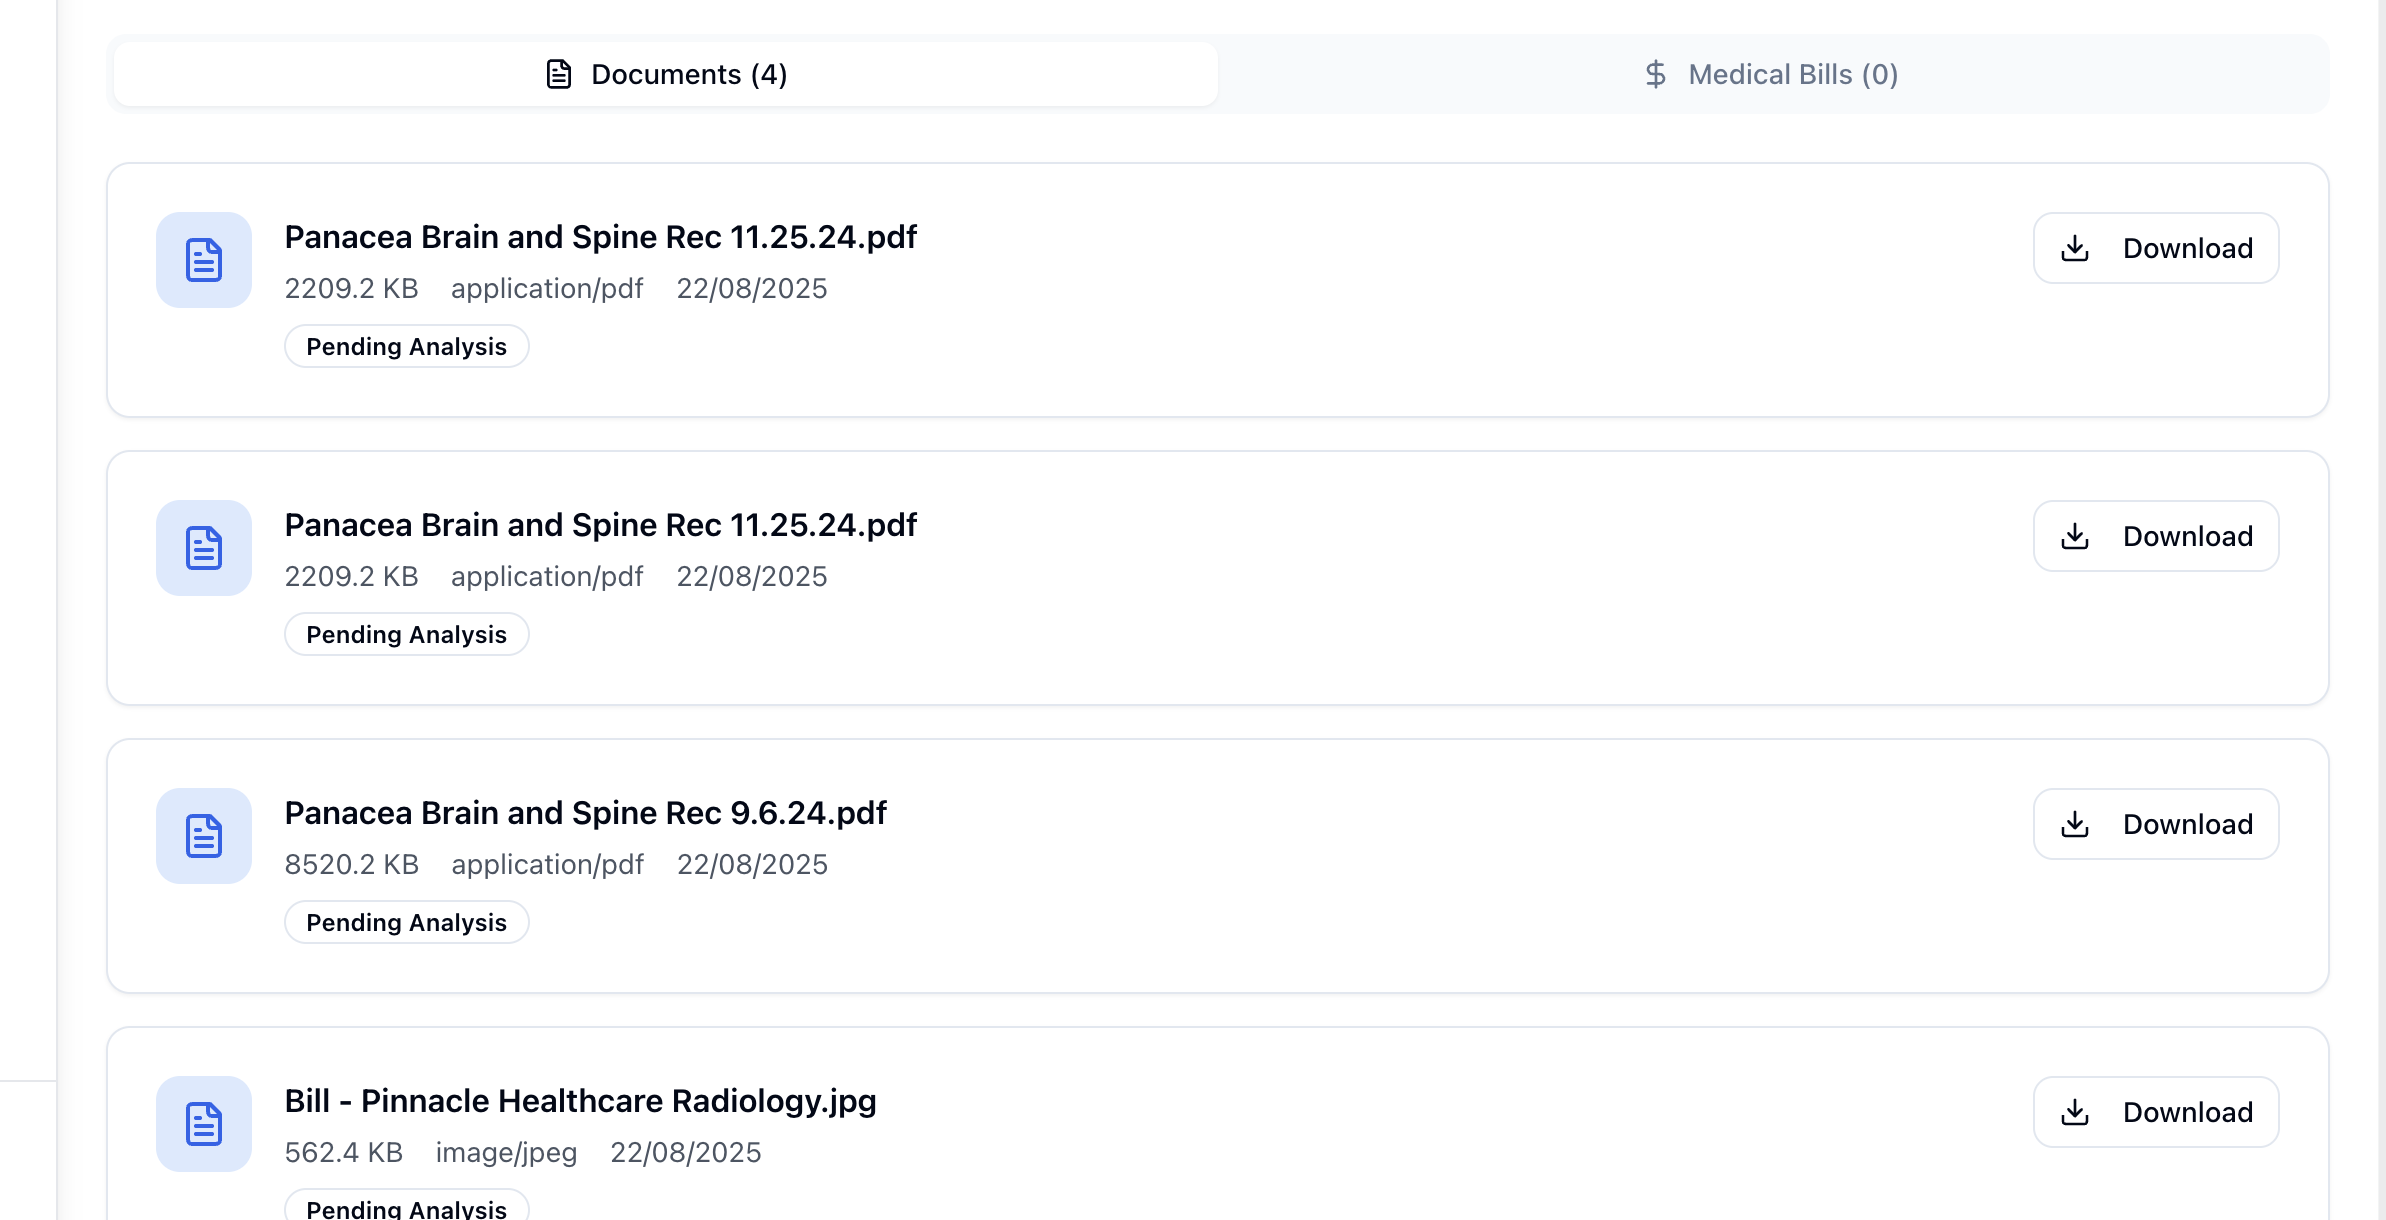 Documents (4)
Medical Bills (0)
Panacea Brain and Spine Rec 11.25.24.pdf
Download
2209.2 KB application/pdf 22/08/2025
Pending Analysis
Panacea Brain and Spine Rec 11.25.24.pdf
Download
2209.2 KB application/pdf 22/08/2025
Pending Analysis
Panacea Brain and Spine Rec 9.6.24.pdf
Download
8520.2 KB application/pdf 22/08/2025
Pending Analysis
Bill - Pinnacle Healthcare Radiology.jpg
Download
562.4 KB image/jpeg 22/08/2025
Pending Analysis